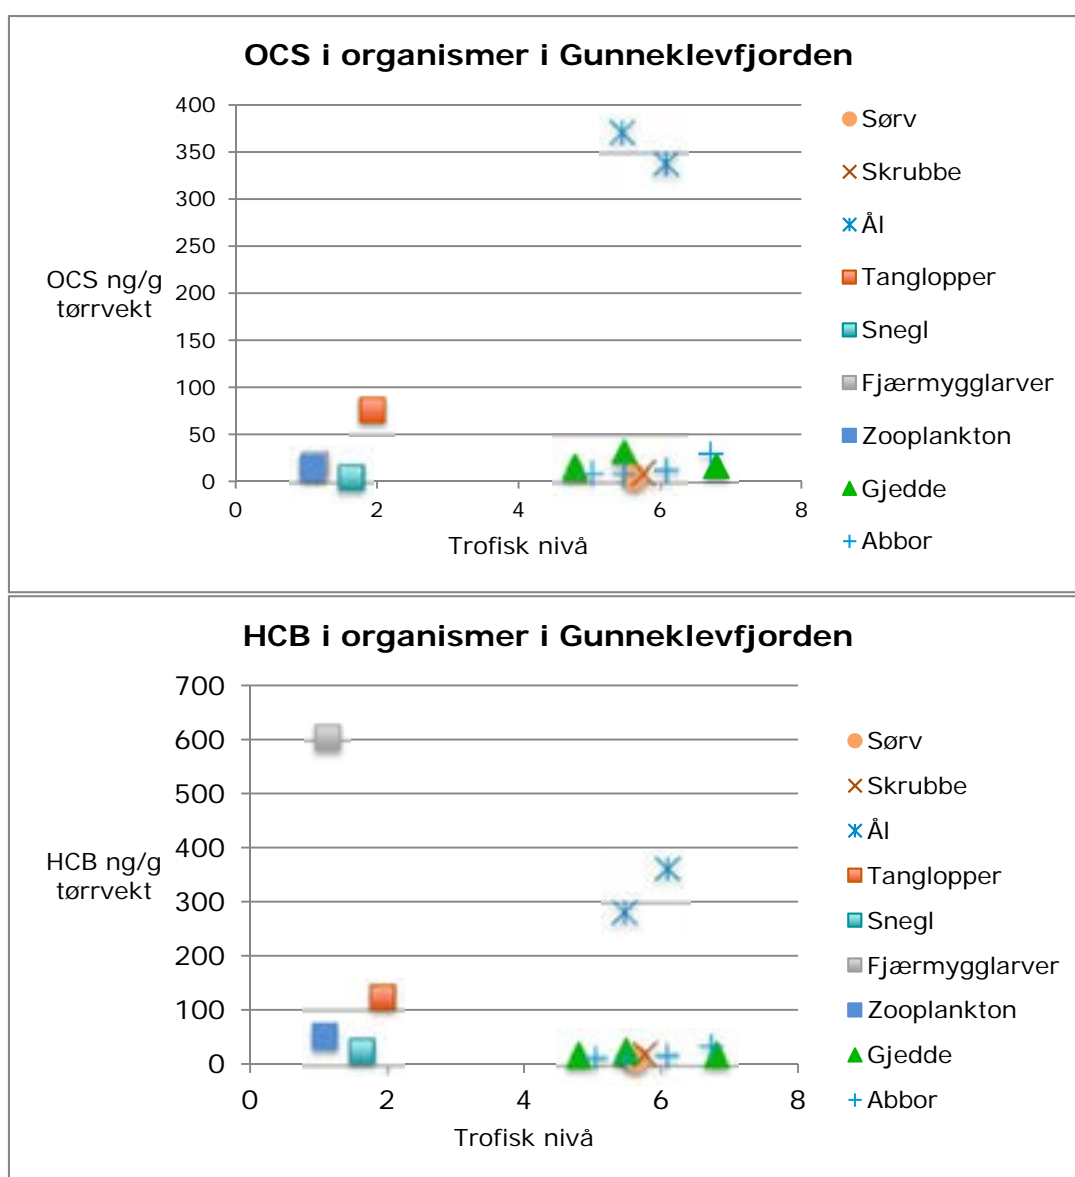 OCS i organismer i Gunneklevfjorden
400
350
300
250
200
150
100
50
0
OCS ng/g
tørrvekt
0 2 4 6 8
Trofisk nivå
Sørv
Skrubbe
Ål
Tanglopper
Snegl
Fjærmygglarver
Zooplankton
Gjedde
Abbor
HCB i organismer i Gunneklevfjorden
700
600
500
400
300
200
100
0
HCB ng/g
tørrvekt
0 2 4 6 8
Trofisk nivå
Sørv
Skrubbe
Ål
Tanglopper
Snegl
Fjærmygglarver
Zooplankton
Gjedde
Abbor